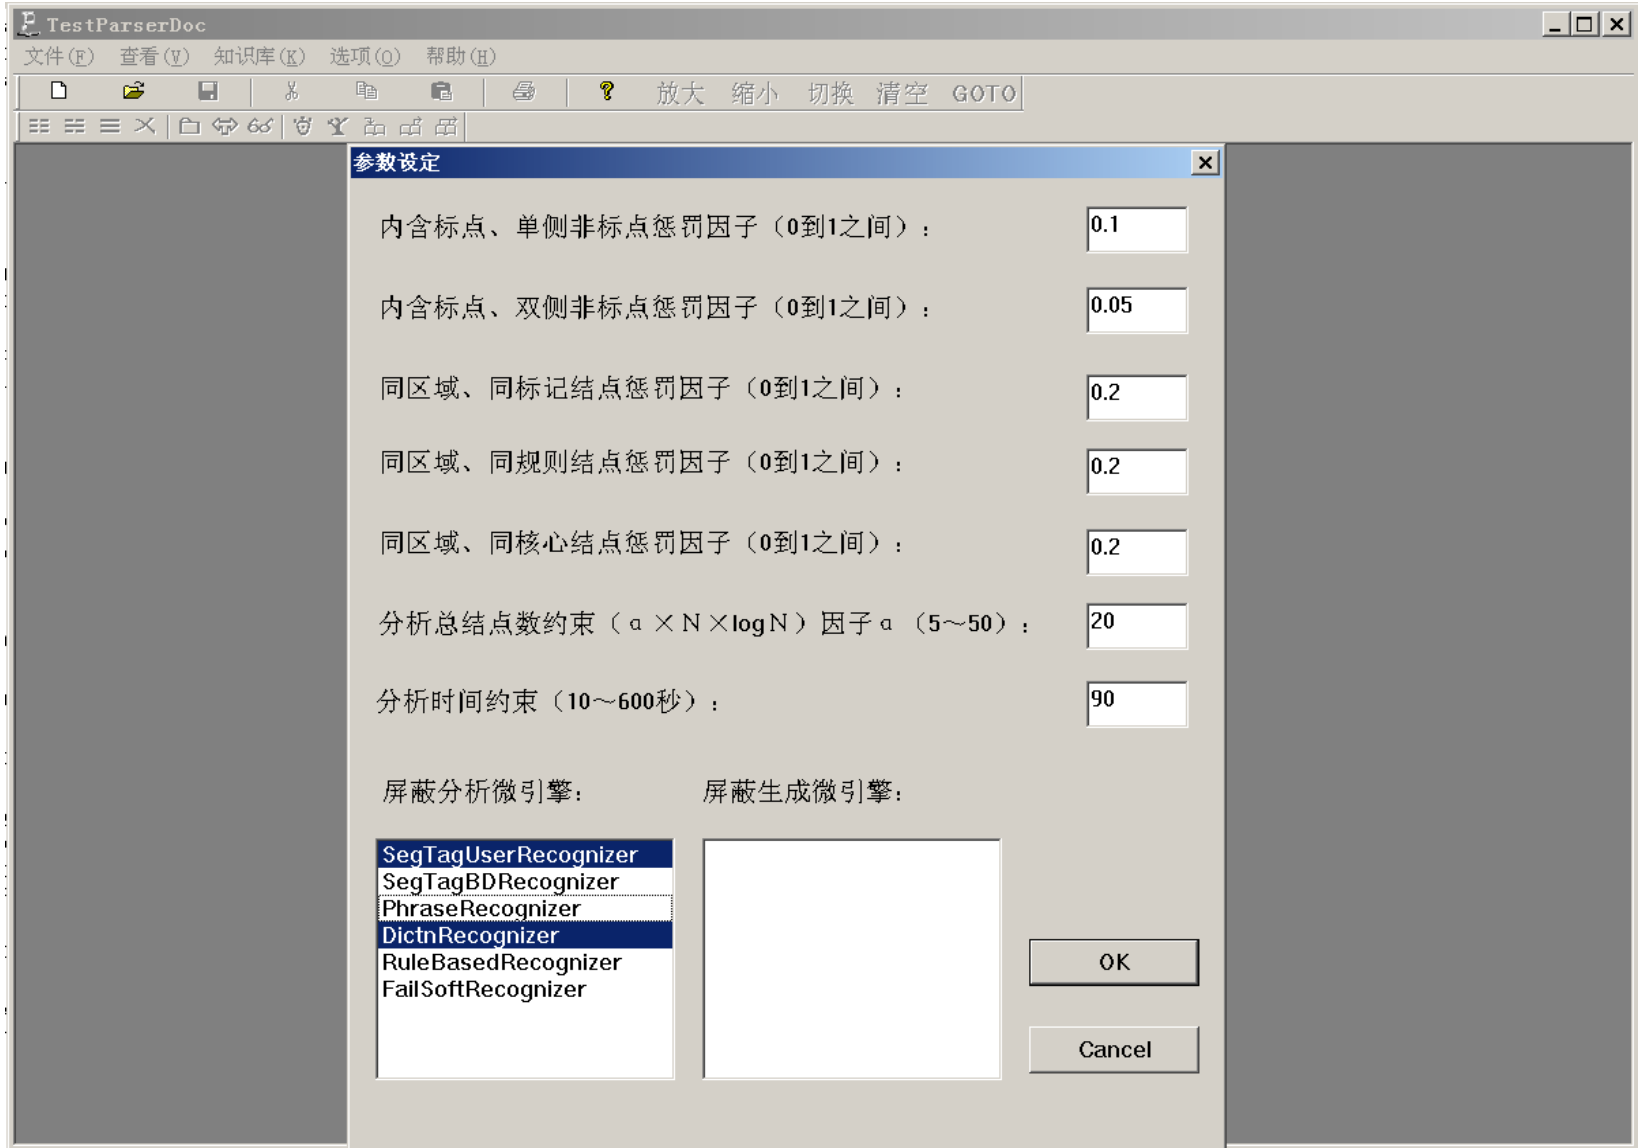 TestParserDoc
文件(F) 查看(V) 知识库(K) 选项(O) 帮助(H)
放大 缩小 切换 清空 GOTO
参数设定
内含标点、单侧非标点惩罚因子（0到1之间）： 0.1
内含标点、双侧非标点惩罚因子（0到1之间）： 0.05
同区域、同标记结点惩罚因子（0到1之间）： 0.2
同区域、同规则结点惩罚因子（0到1之间）： 0.2
同区域、同核心结点惩罚因子（0到1之间）： 0.2
分析总结点数约束（α×N×logN）因子α（5～50）： 20
分析时间约束（10～600秒）： 90
屏蔽分析微引擎： 屏蔽生成微引擎：
SegTagUserRecognizer
SegTagBDRecognizer
PhraseRecognizer
DictnRecognizer
RuleBasedRecognizer
FailSoftRecognizer
OK
Cancel